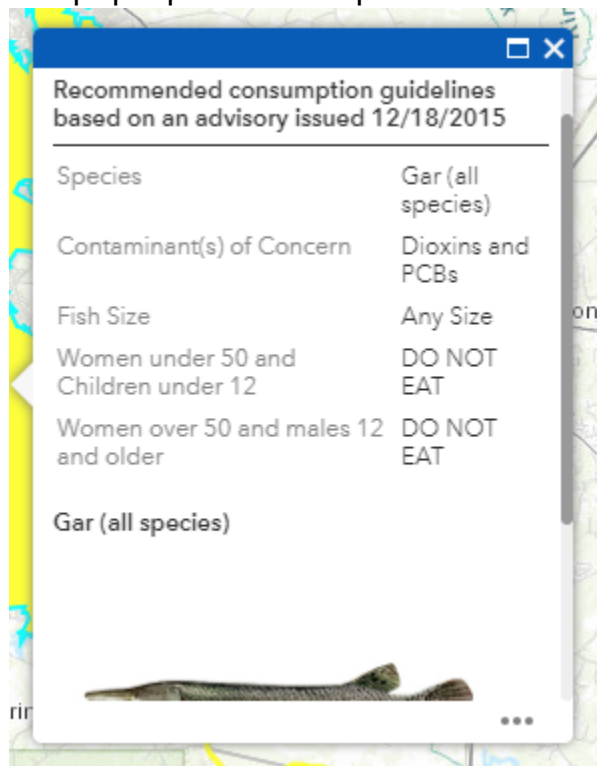 Recommended consumption guidelines
based on an advisory issued 12/18/2015
Species
Gar (all
species)
Contaminant(s) of Concern
Dioxins and
PCBs
Fish Size
Any Size
Women under 50 and
Children under 12
DO NOT
EAT
Women over 50 and males 12
and older
DO NOT
EAT
Gar (all species)
on
rin